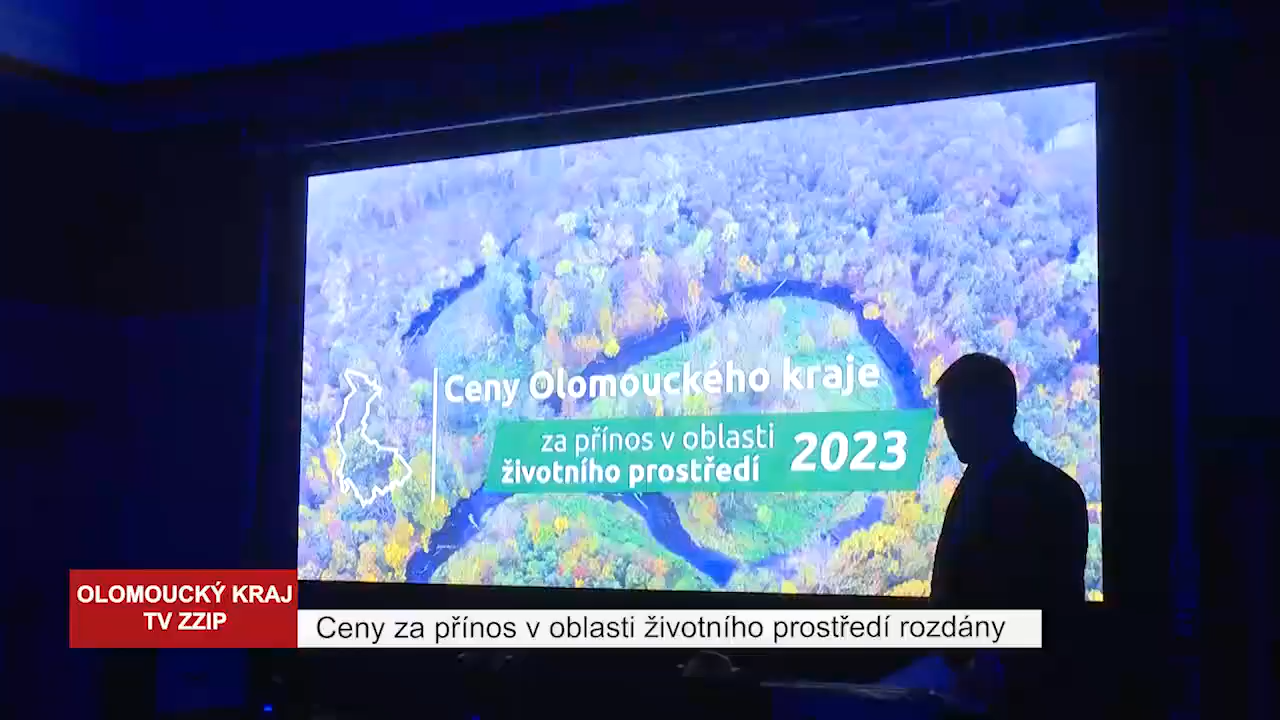 Ceny Olomouckého kraje
za přínos v oblasti
životního prostředí
2023
OLOMOUCKÝ KRAJ
TV ZZIP
Ceny za přínos v oblasti životního prostředí rozdány